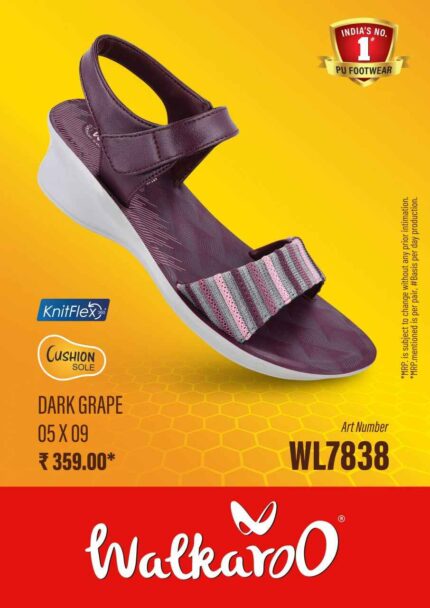 INDIA'S NO.
1*
PU FOOTWEAR
*MRP. is subject to change without any prior intimation.
*MRP.mentioned is per pair. #Basis per day production.
KnitFlex
CUSHION
SOLE
DARK GRAPE
05 X 09
₹ 359.00*
Art Number
WL7838
Walkaroo®